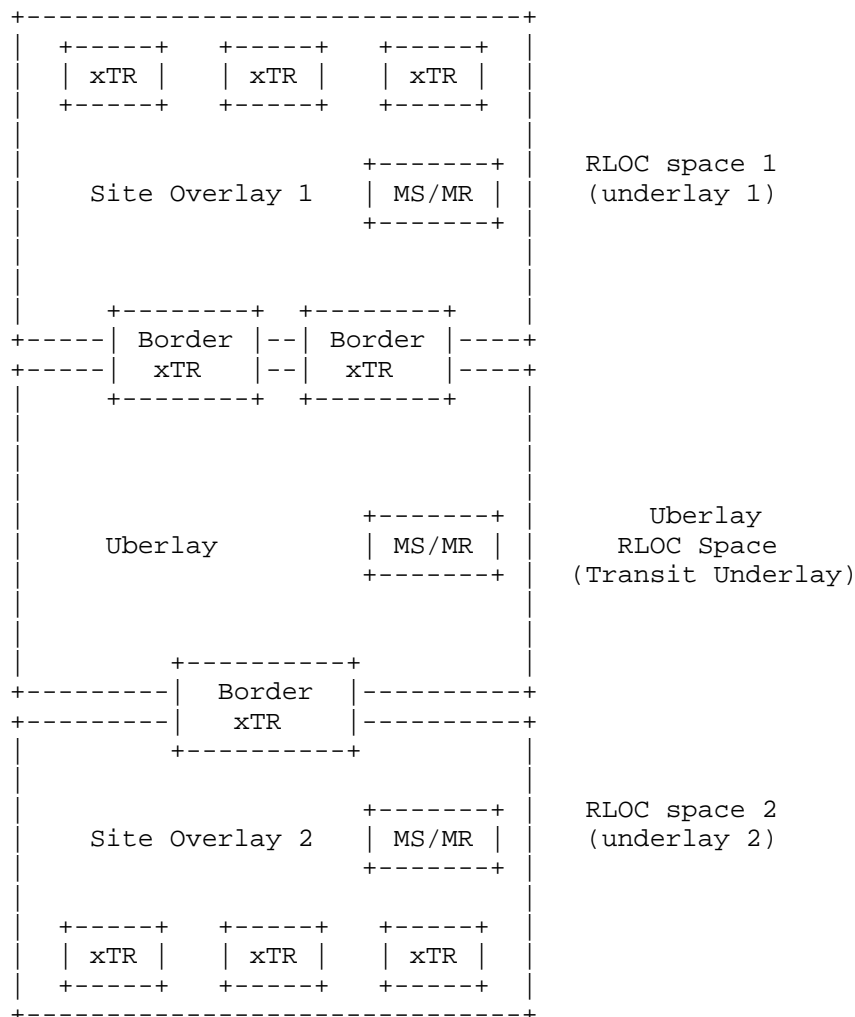 xTR xTR xTR
RLOC space 1
Site Overlay 1 MS/MR (underlay 1)
Border Border
xTR xTR
Uberlay
Uberlay MS/MR RLOC Space
(Transit Underlay)
Border
xTR
RLOC space 2
Site Overlay 2 MS/MR (underlay 2)
xTR xTR xTR